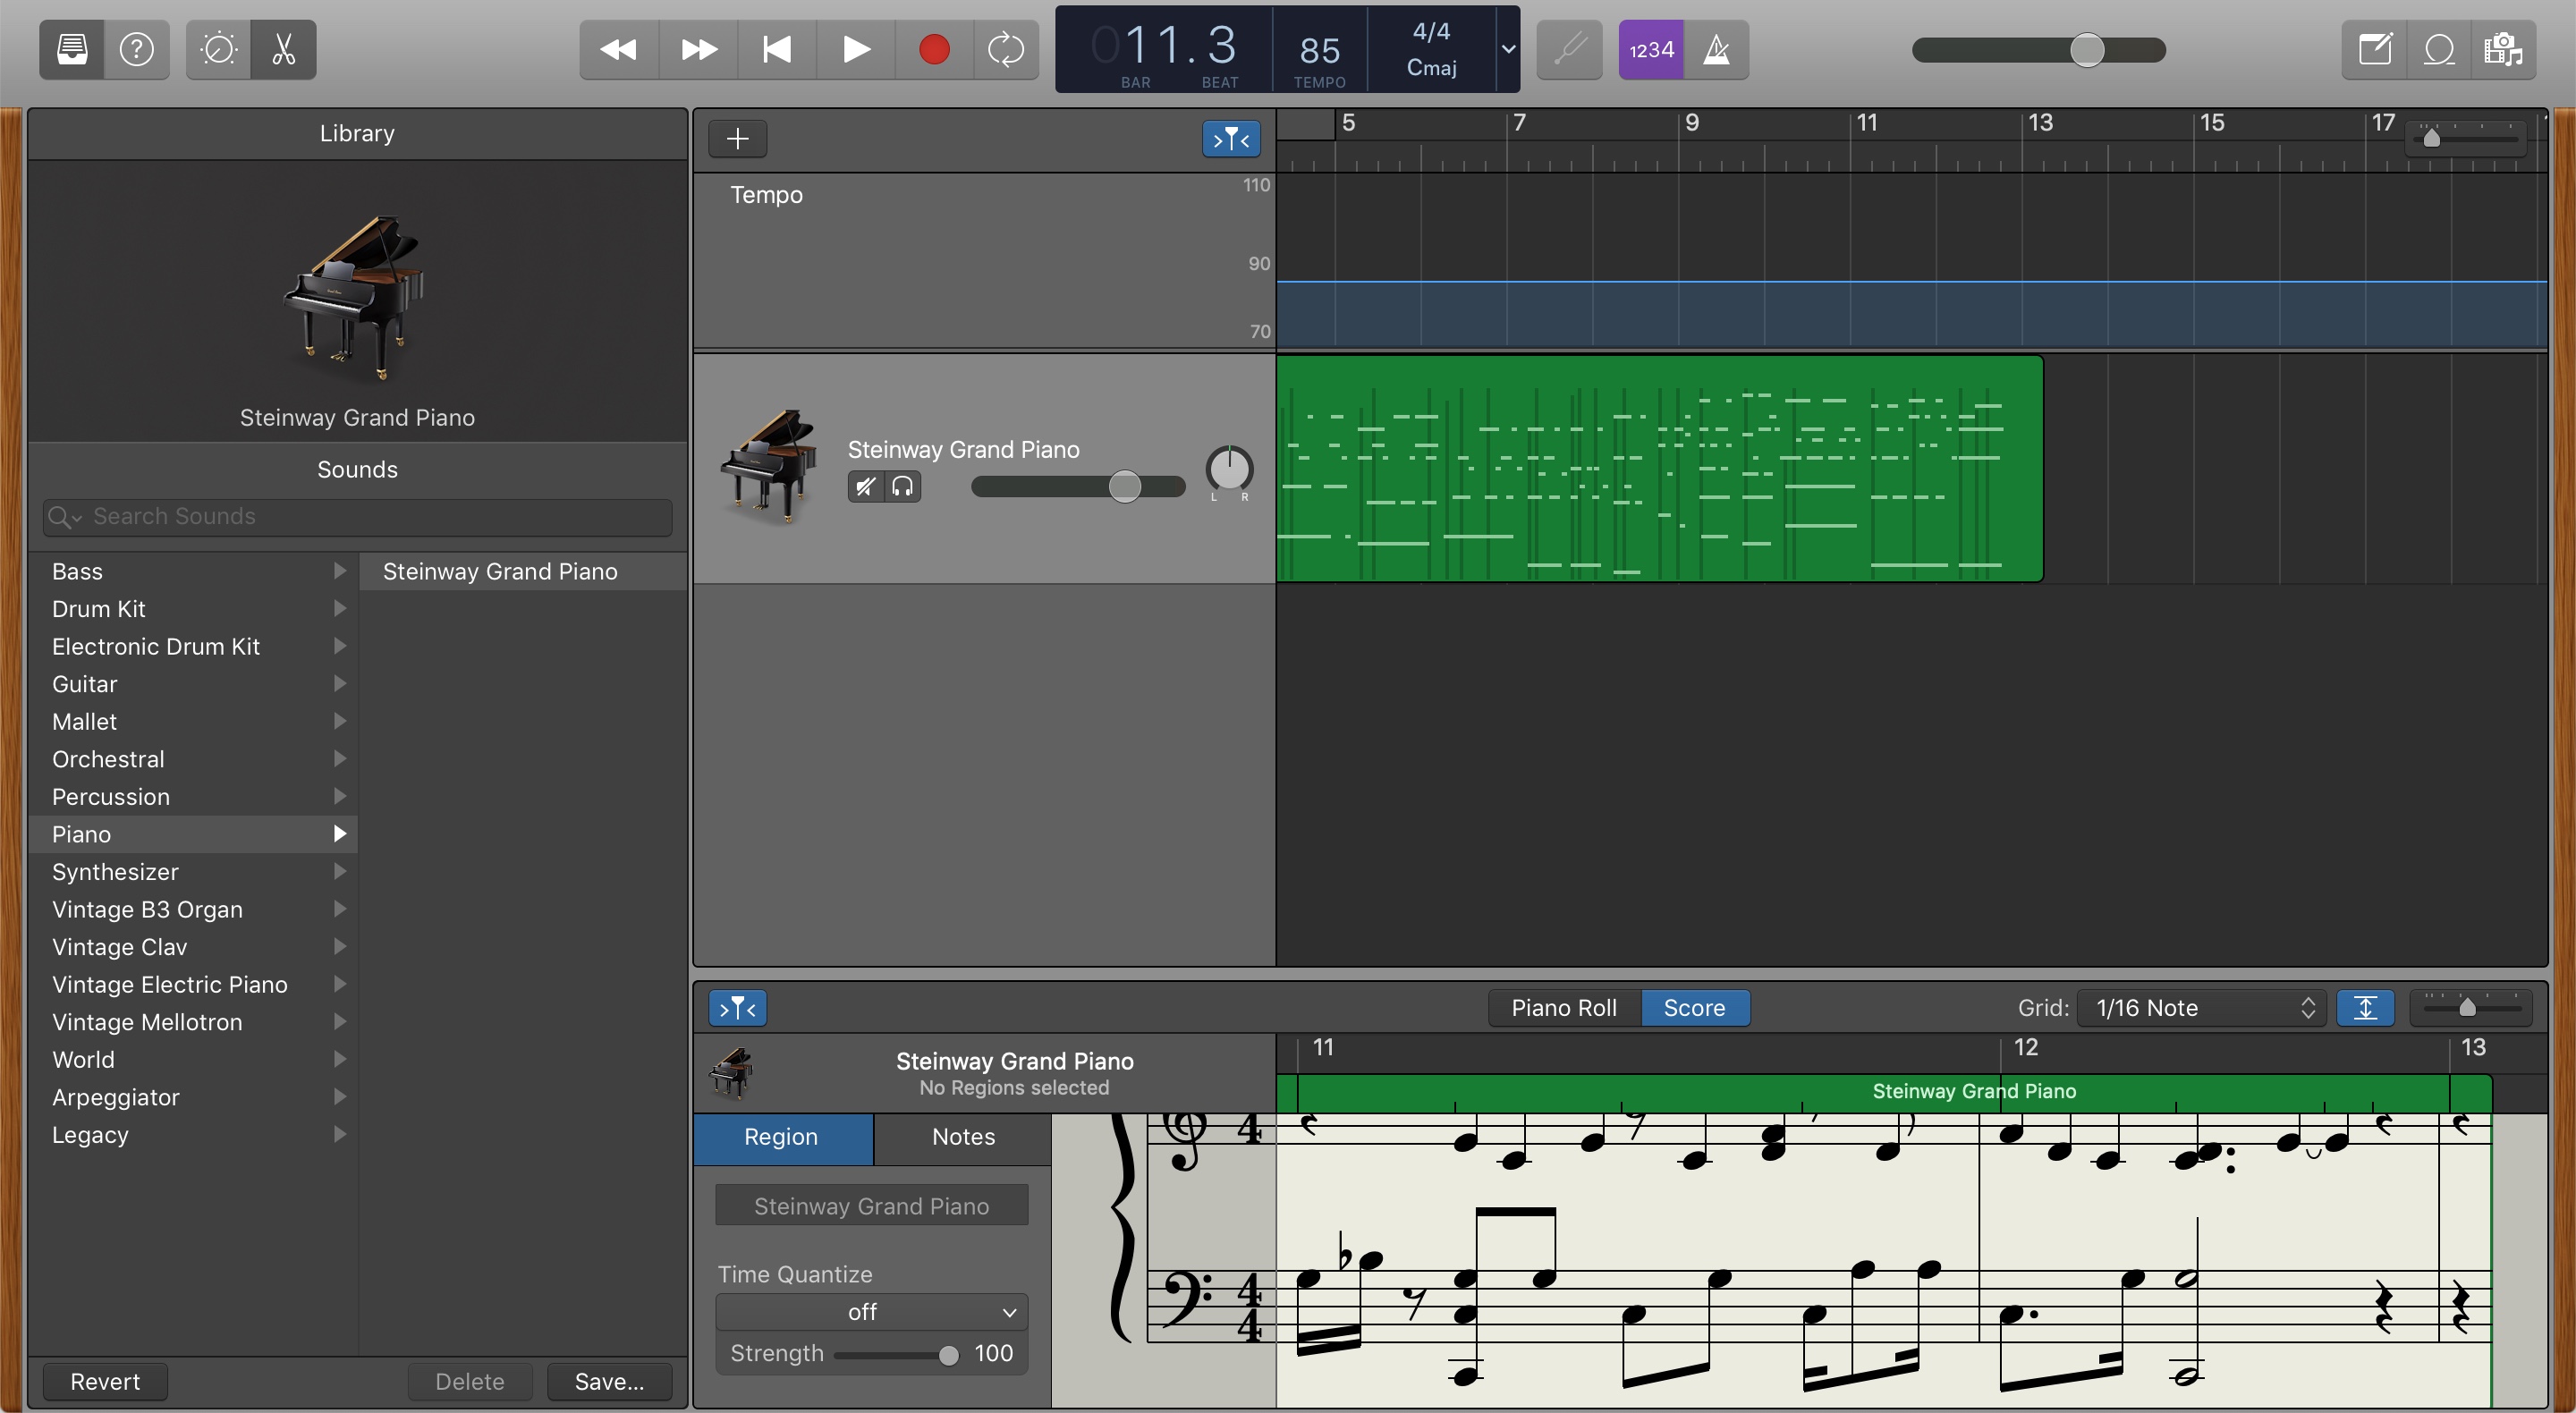 011.3
BAR BEAT
85
TEMPO
4/4
Cmaj
1234
Library
Steinway Grand Piano
Sounds
Search Sounds
Bass
Drum Kit
Electronic Drum Kit
Guitar
Mallet
Orchestral
Percussion
Piano
Synthesizer
Vintage B3 Organ
Vintage Clav
Vintage Electric Piano
Vintage Mellotron
World
Arpeggiator
Legacy
Steinway Grand Piano
Revert
Delete
Save...
5 7 9 11 13 15 17
Tempo
110
90
70
Steinway Grand Piano
L R
Piano Roll
Score
Grid:
1/16 Note
Steinway Grand Piano
No Regions selected
11 12 13
Steinway Grand Piano
Region
Notes
Steinway Grand Piano
Time Quantize
off
Strength
100
4
4
4